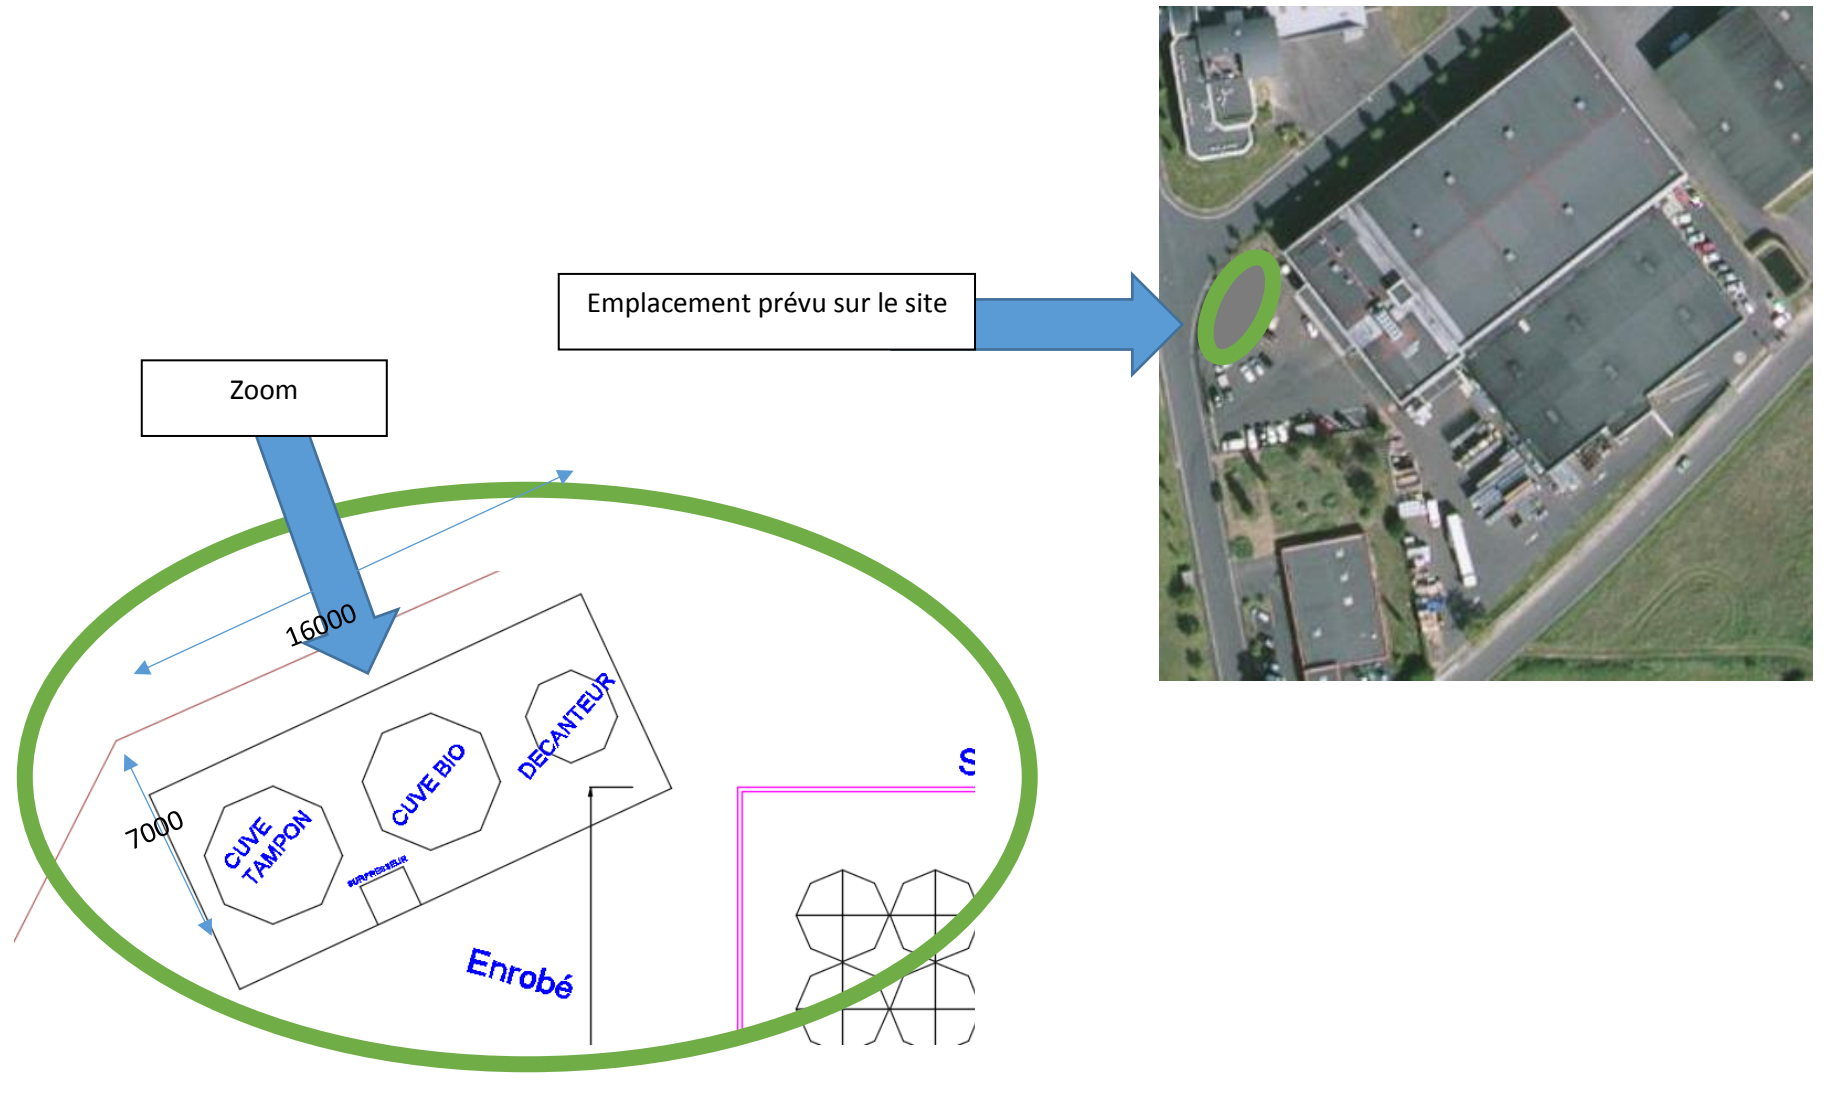 Emplacement prévu sur le site
Zoom
16000
7000
DECANTEUR
CUVE BIO
CUVE
TAMPON
SURPRESSEUR
Enrobé
S